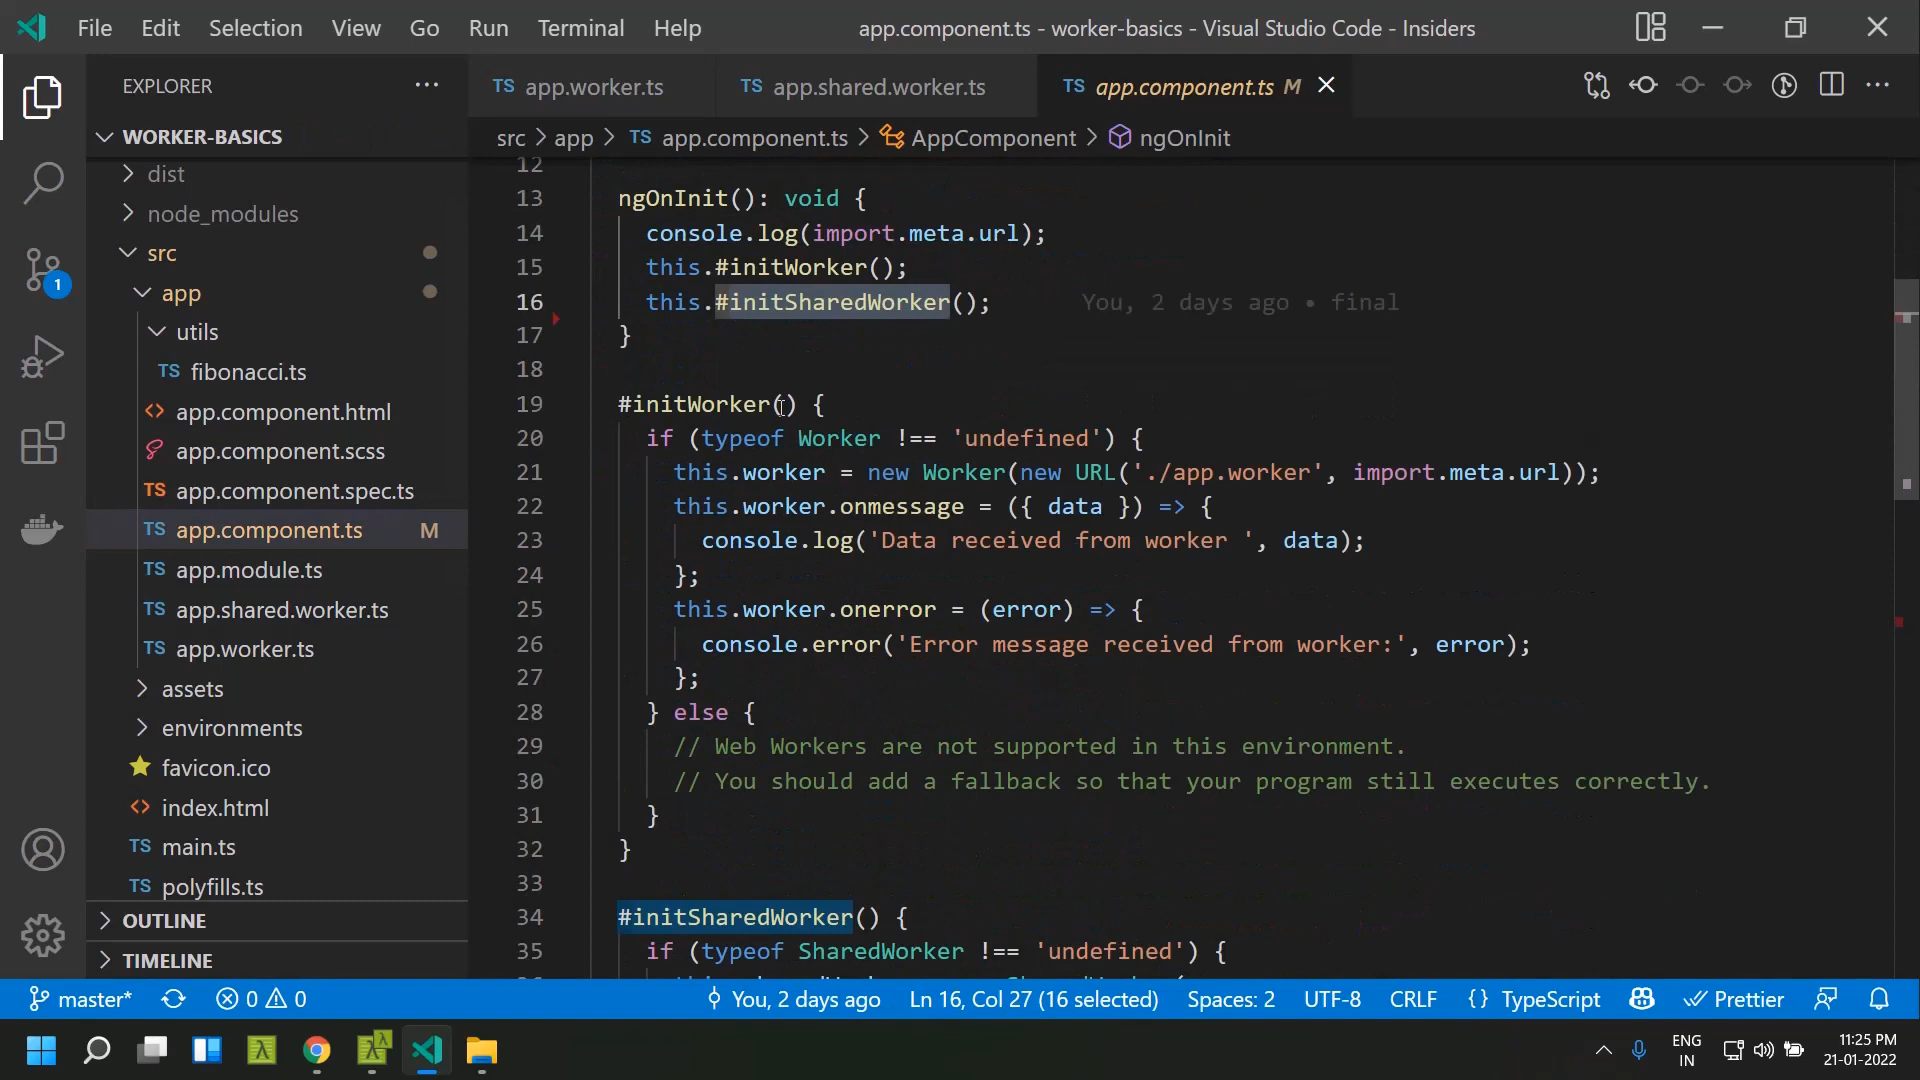 File Edit Selection View Go Run Terminal Help
app.component.ts - worker-basics - Visual Studio Code - Insiders
EXPLORER
TS app.worker.ts
TS app.shared.worker.ts
TS app.component.ts M
WORKER-BASICS
src > app > TS app.component.ts > AppComponent > ngOnInit
dist
node_modules
src
app
utils
TS fibonacci.ts
app.component.html
app.component.scss
TS app.component.spec.ts
TS app.component.ts M
TS app.module.ts
TS app.shared.worker.ts
TS app.worker.ts
assets
environments
favicon.ico
index.html
TS main.ts
TS polyfills.ts
OUTLINE
TIMELINE
1
12
13 ngOnInit(): void {
14 console.log(import.meta.url);
15 this.#initWorker();
16 this.#initSharedWorker(); You, 2 days ago • final
17 }
18
19 #initWorker() {
20 if (typeof Worker !== 'undefined') {
21 this.worker = new Worker(new URL('./app.worker', import.meta.url));
22 this.worker.onmessage = ({ data }) => {
23 console.log('Data received from worker ', data);
24 };
25 this.worker.onerror = (error) => {
26 console.error('Error message received from worker:', error);
27 };
28 } else {
29 // Web Workers are not supported in this environment.
30 // You should add a fallback so that your program still executes correctly.
31 }
32 }
33
34 #initSharedWorker() {
35 if (typeof SharedWorker !== 'undefined') {
master* 0 0 You, 2 days ago Ln 16, Col 27 (16 selected) Spaces: 2 UTF-8 CRLF {} TypeScript Prettier
ENG
IN
11:25 PM
21-01-2022